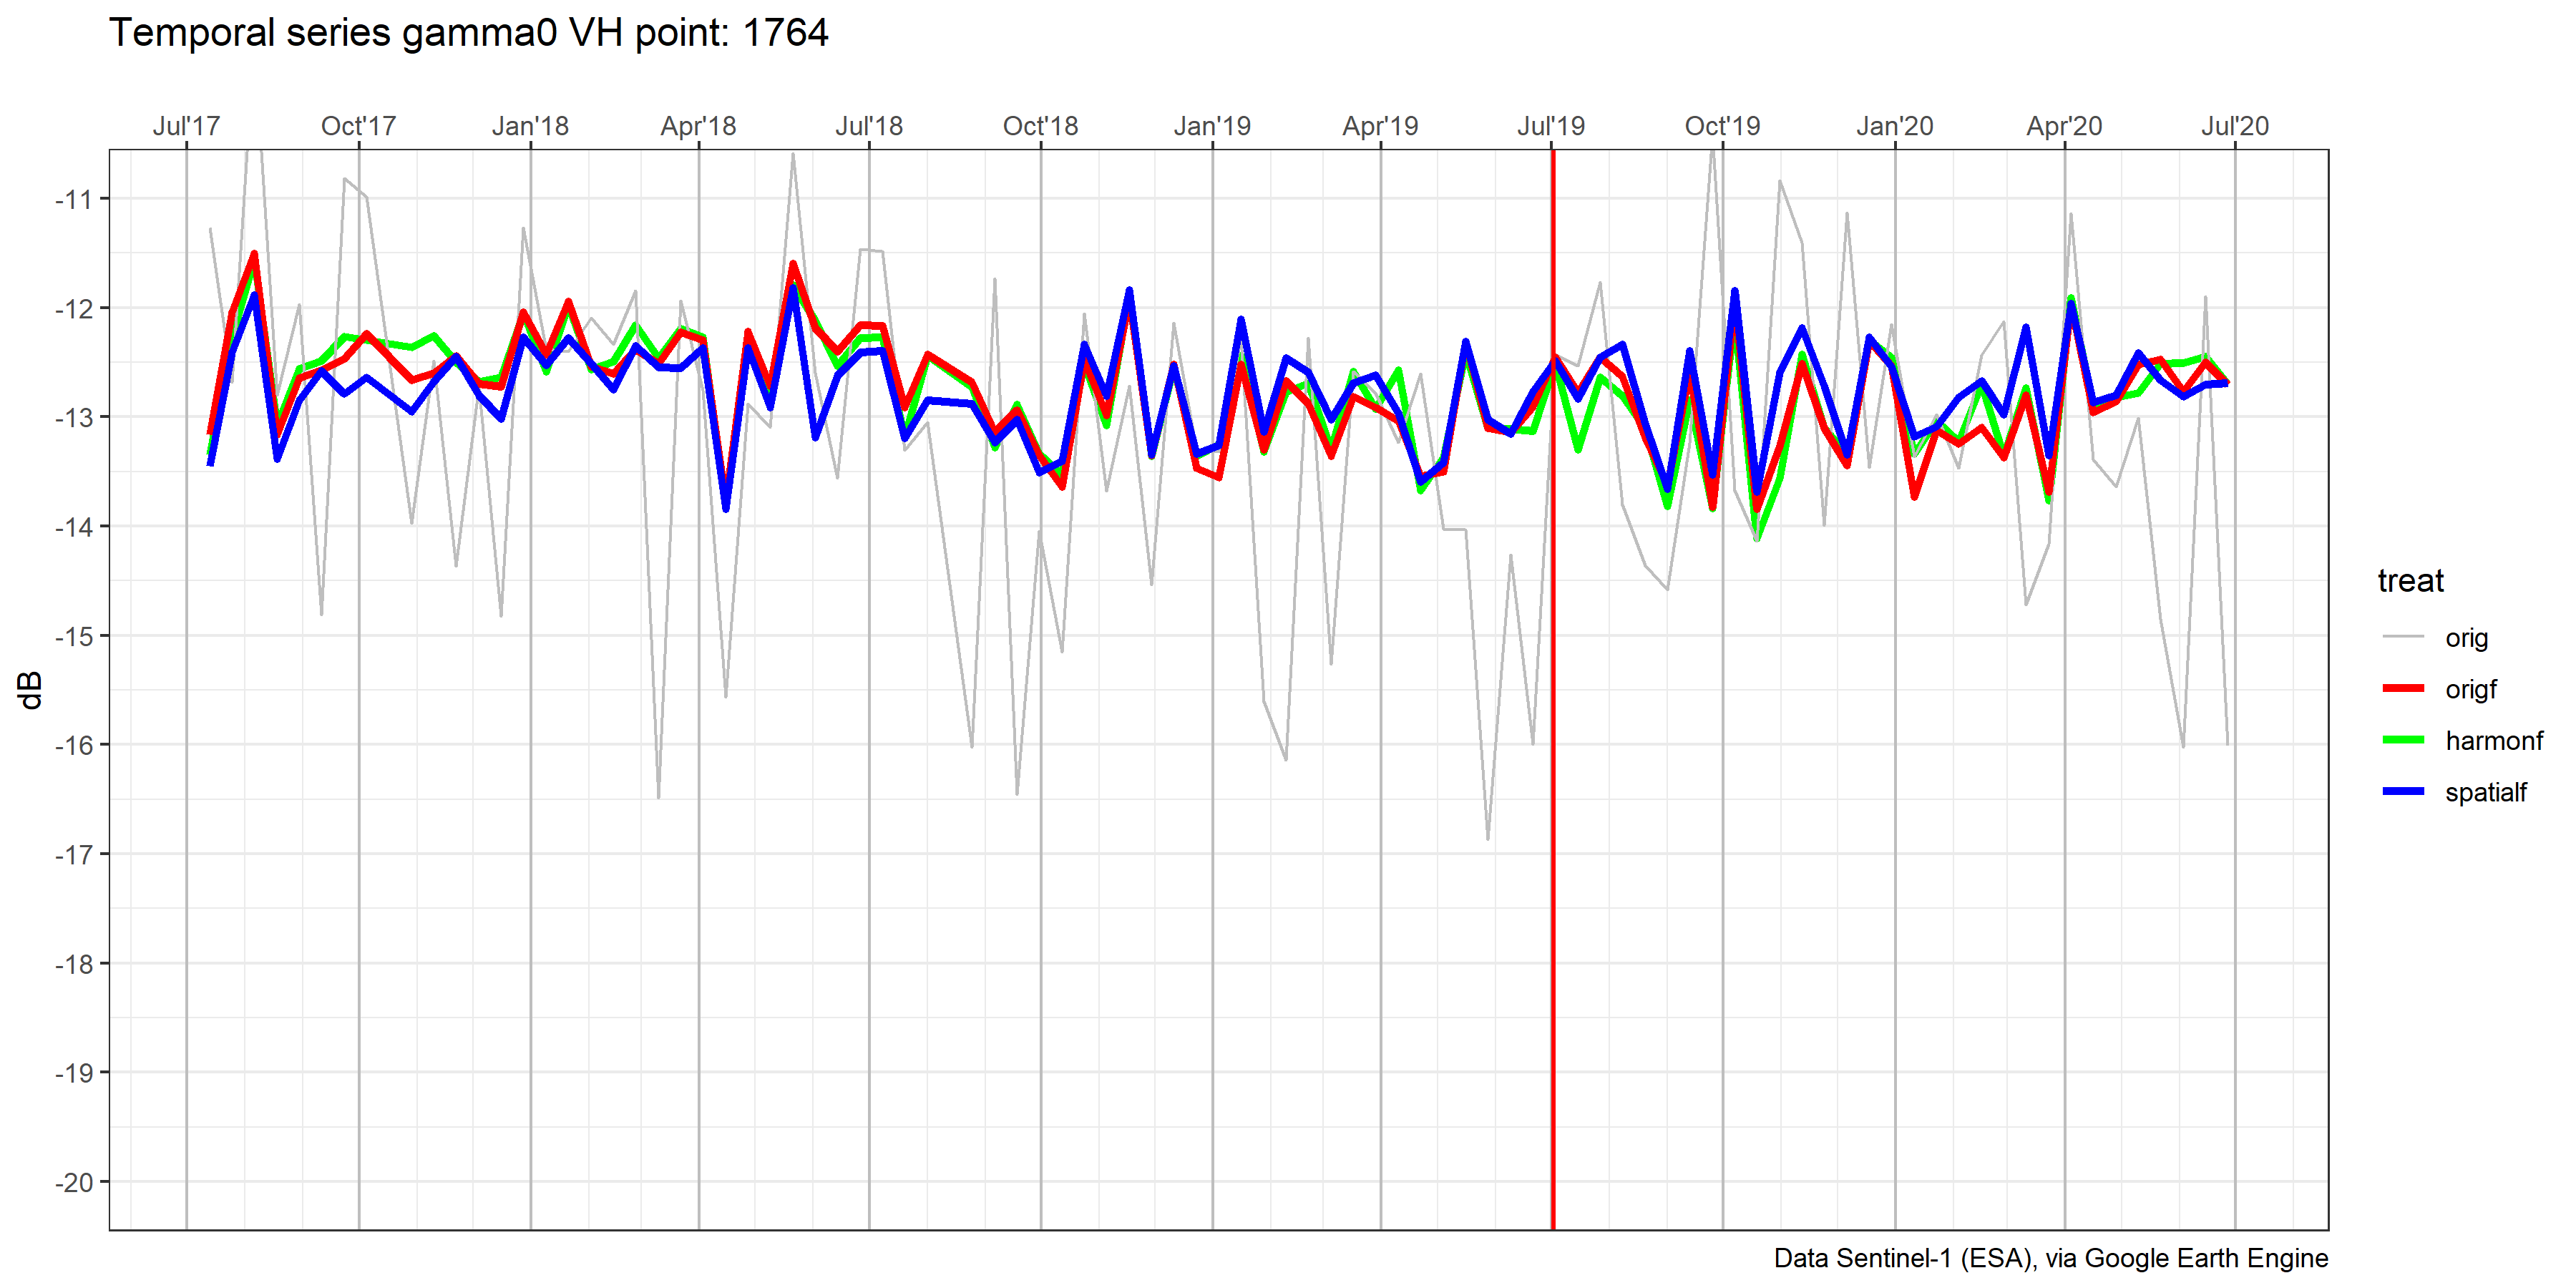 Temporal series gamma0 VH point: 1764
Jul'17 Oct'17 Jan'18 Apr'18 Jul'18 Oct'18 Jan'19 Apr'19 Jul'19 Oct'19 Jan'20 Apr'20 Jul'20
-11
-12
-13
-14
-15
-16
-17
-18
-19
-20
dB
treat
orig
origf
harmonf
spatialf
Data Sentinel-1 (ESA), via Google Earth Engine